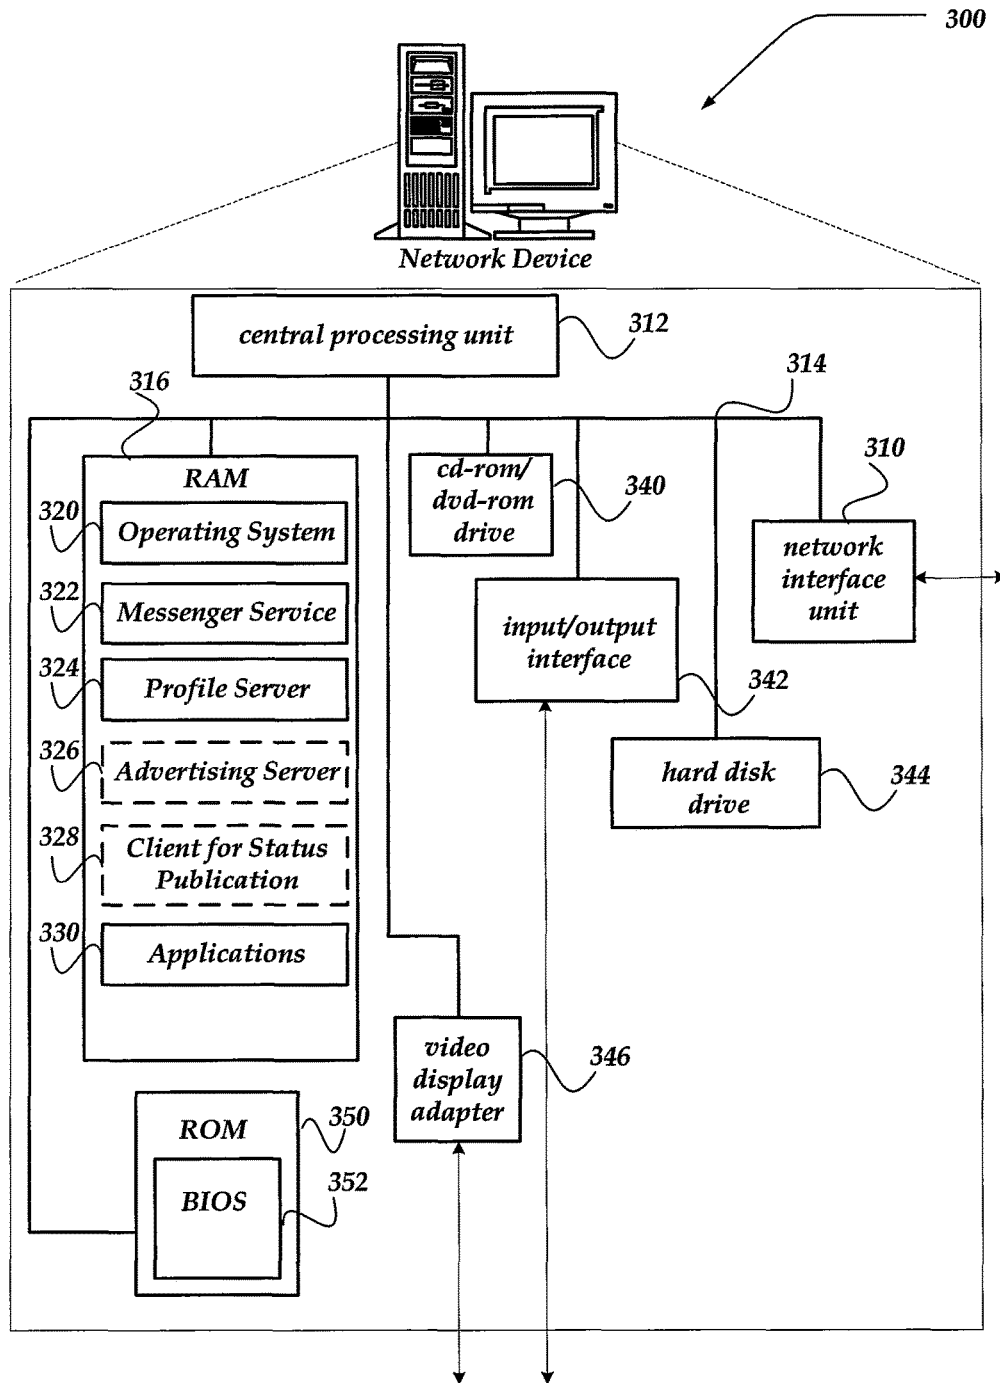 300
Network Device
central processing unit
312
314
316
RAM
310
cd-rom/
dvd-rom
drive
340
320
Operating System
network
interface
unit
322
Messenger Service
input/output
interface
342
324
Profile Server
326
Advertising Server
hard disk
drive
344
328
Client for Status
Publication
330
Applications
video
display
adapter
346
ROM
350
BIOS
352